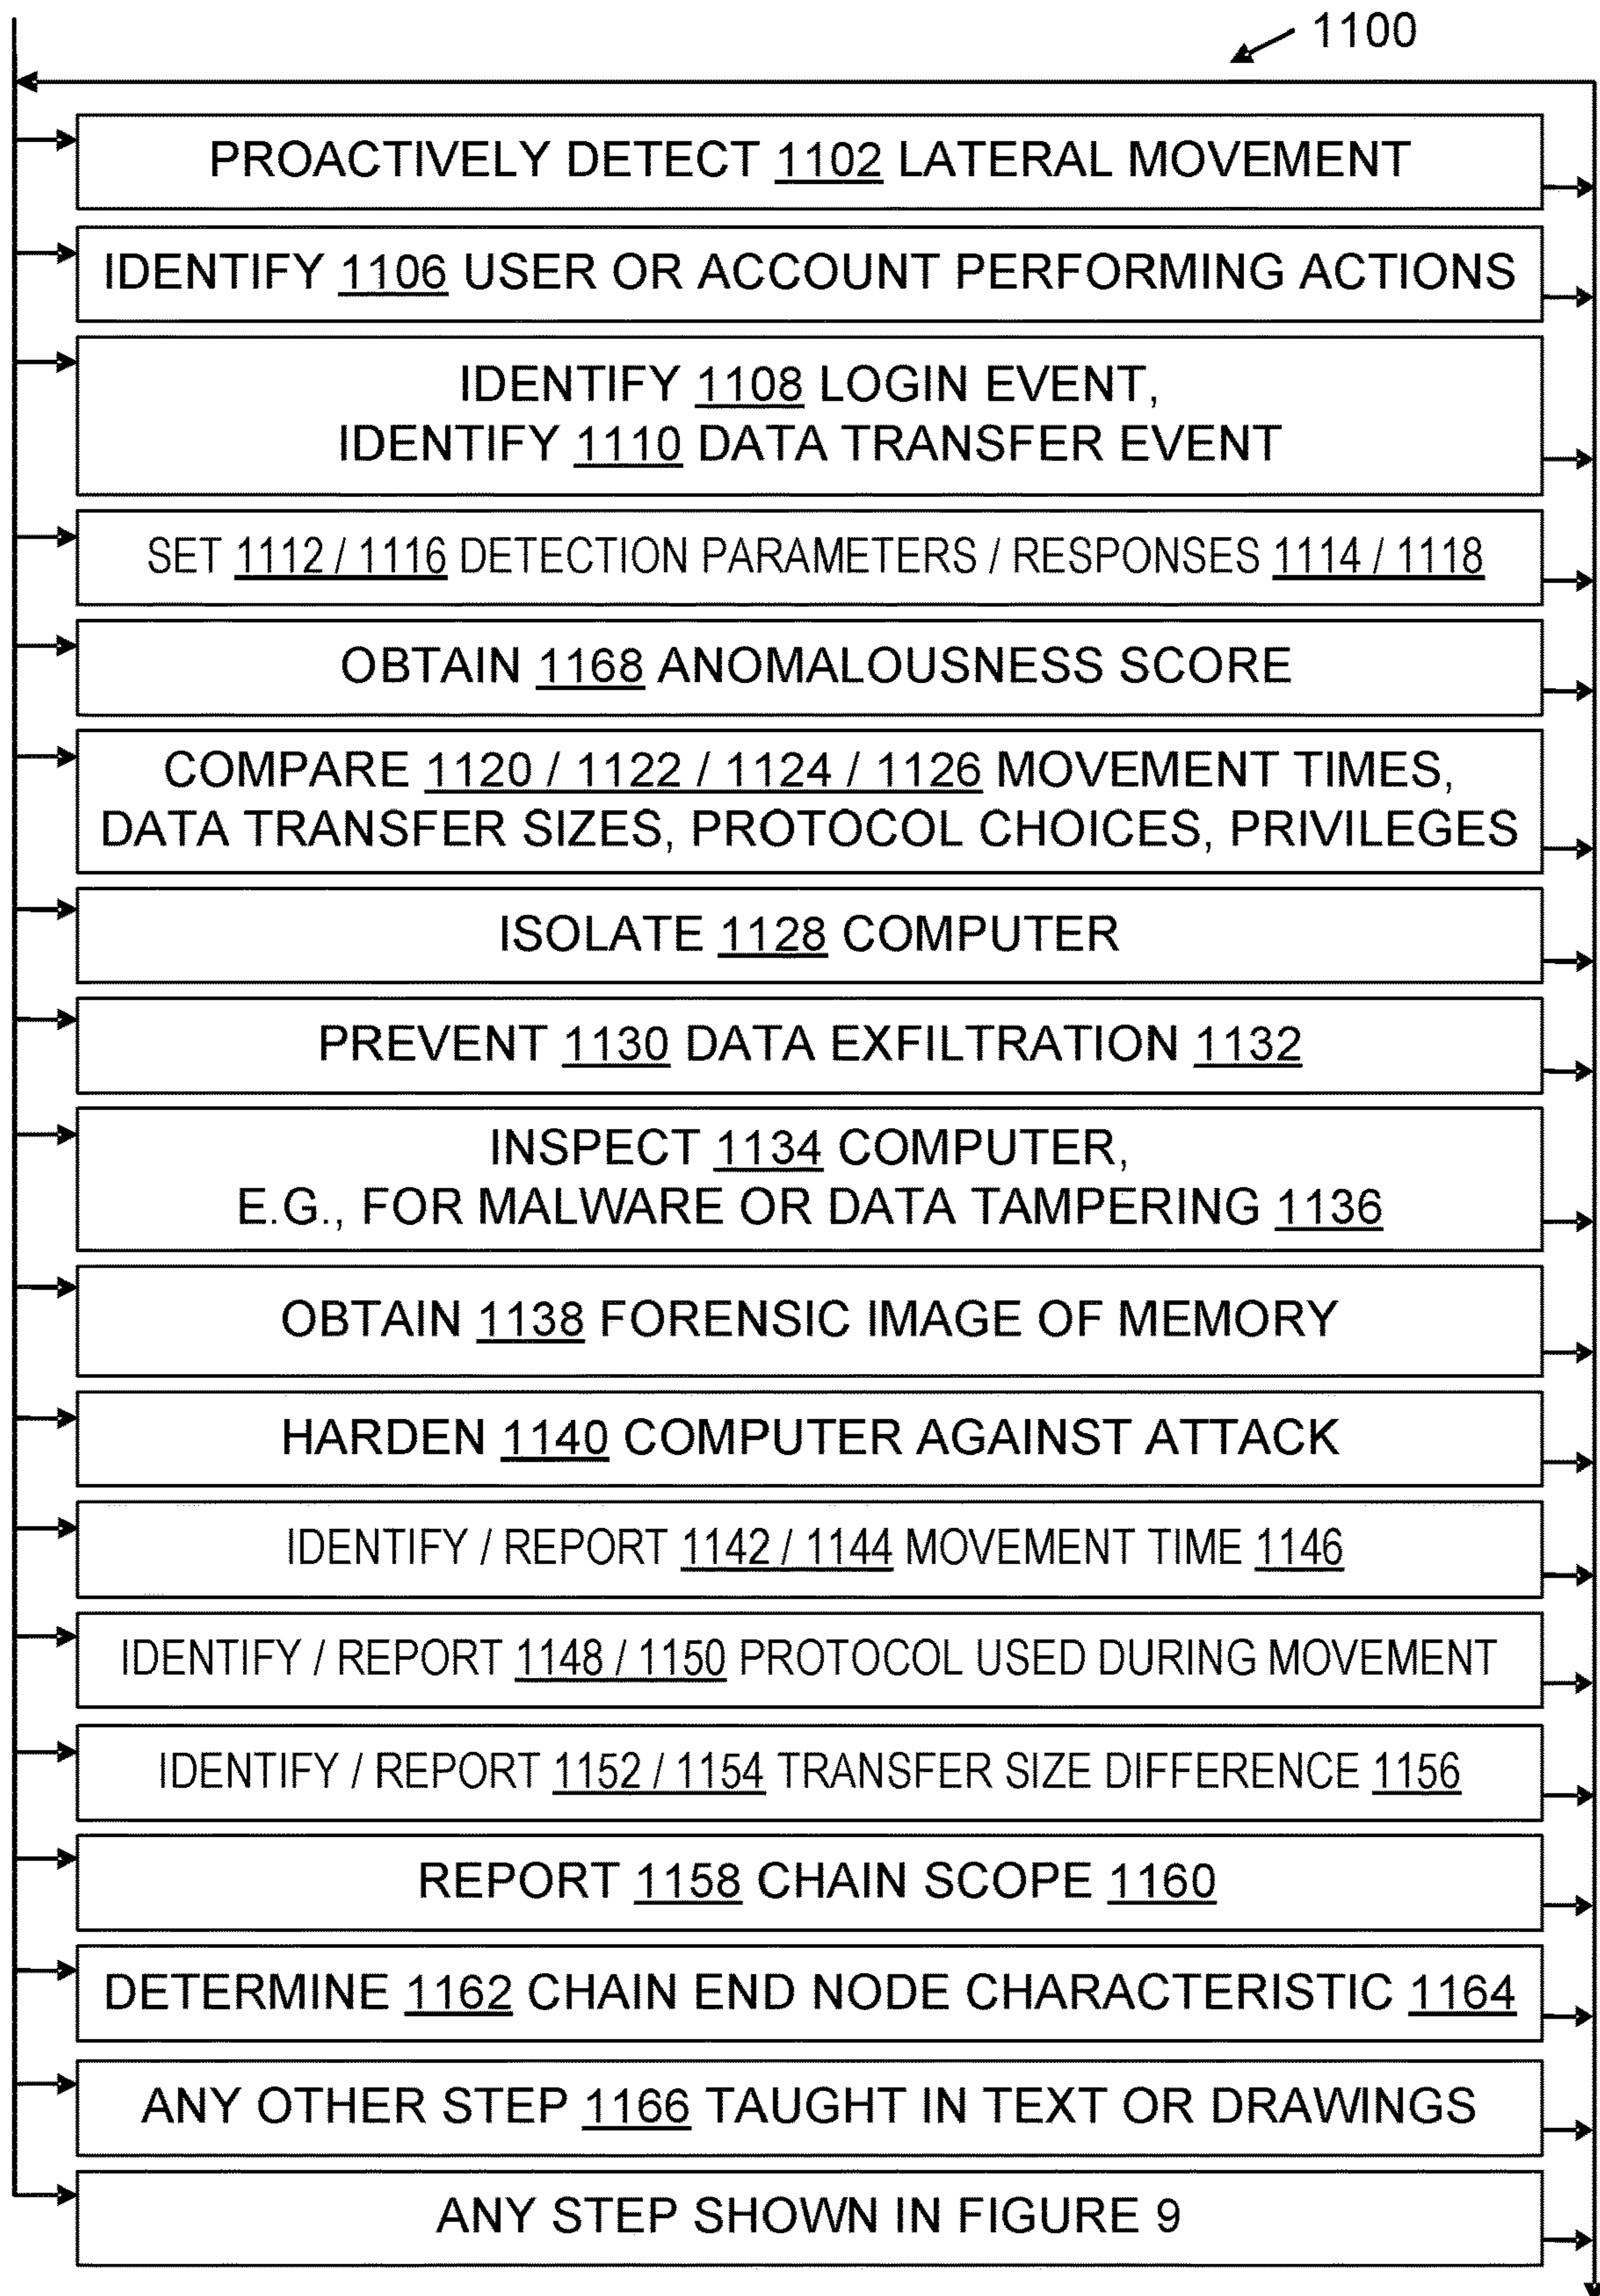 1100
PROACTIVELY DETECT 1102 LATERAL MOVEMENT
IDENTIFY 1106 USER OR ACCOUNT PERFORMING ACTIONS
IDENTIFY 1108 LOGIN EVENT,
IDENTIFY 1110 DATA TRANSFER EVENT
SET 1112 / 1116 DETECTION PARAMETERS / RESPONSES 1114 / 1118
OBTAIN 1168 ANOMALOUSNESS SCORE
COMPARE 1120 / 1122 / 1124 / 1126 MOVEMENT TIMES,
DATA TRANSFER SIZES, PROTOCOL CHOICES, PRIVILEGES
ISOLATE 1128 COMPUTER
PREVENT 1130 DATA EXFILTRATION 1132
INSPECT 1134 COMPUTER,
E.G., FOR MALWARE OR DATA TAMPERING 1136
OBTAIN 1138 FORENSIC IMAGE OF MEMORY
HARDEN 1140 COMPUTER AGAINST ATTACK
IDENTIFY / REPORT 1142 / 1144 MOVEMENT TIME 1146
IDENTIFY / REPORT 1148 / 1150 PROTOCOL USED DURING MOVEMENT
IDENTIFY / REPORT 1152 / 1154 TRANSFER SIZE DIFFERENCE 1156
REPORT 1158 CHAIN SCOPE 1160
DETERMINE 1162 CHAIN END NODE CHARACTERISTIC 1164
ANY OTHER STEP 1166 TAUGHT IN TEXT OR DRAWINGS
ANY STEP SHOWN IN FIGURE 9